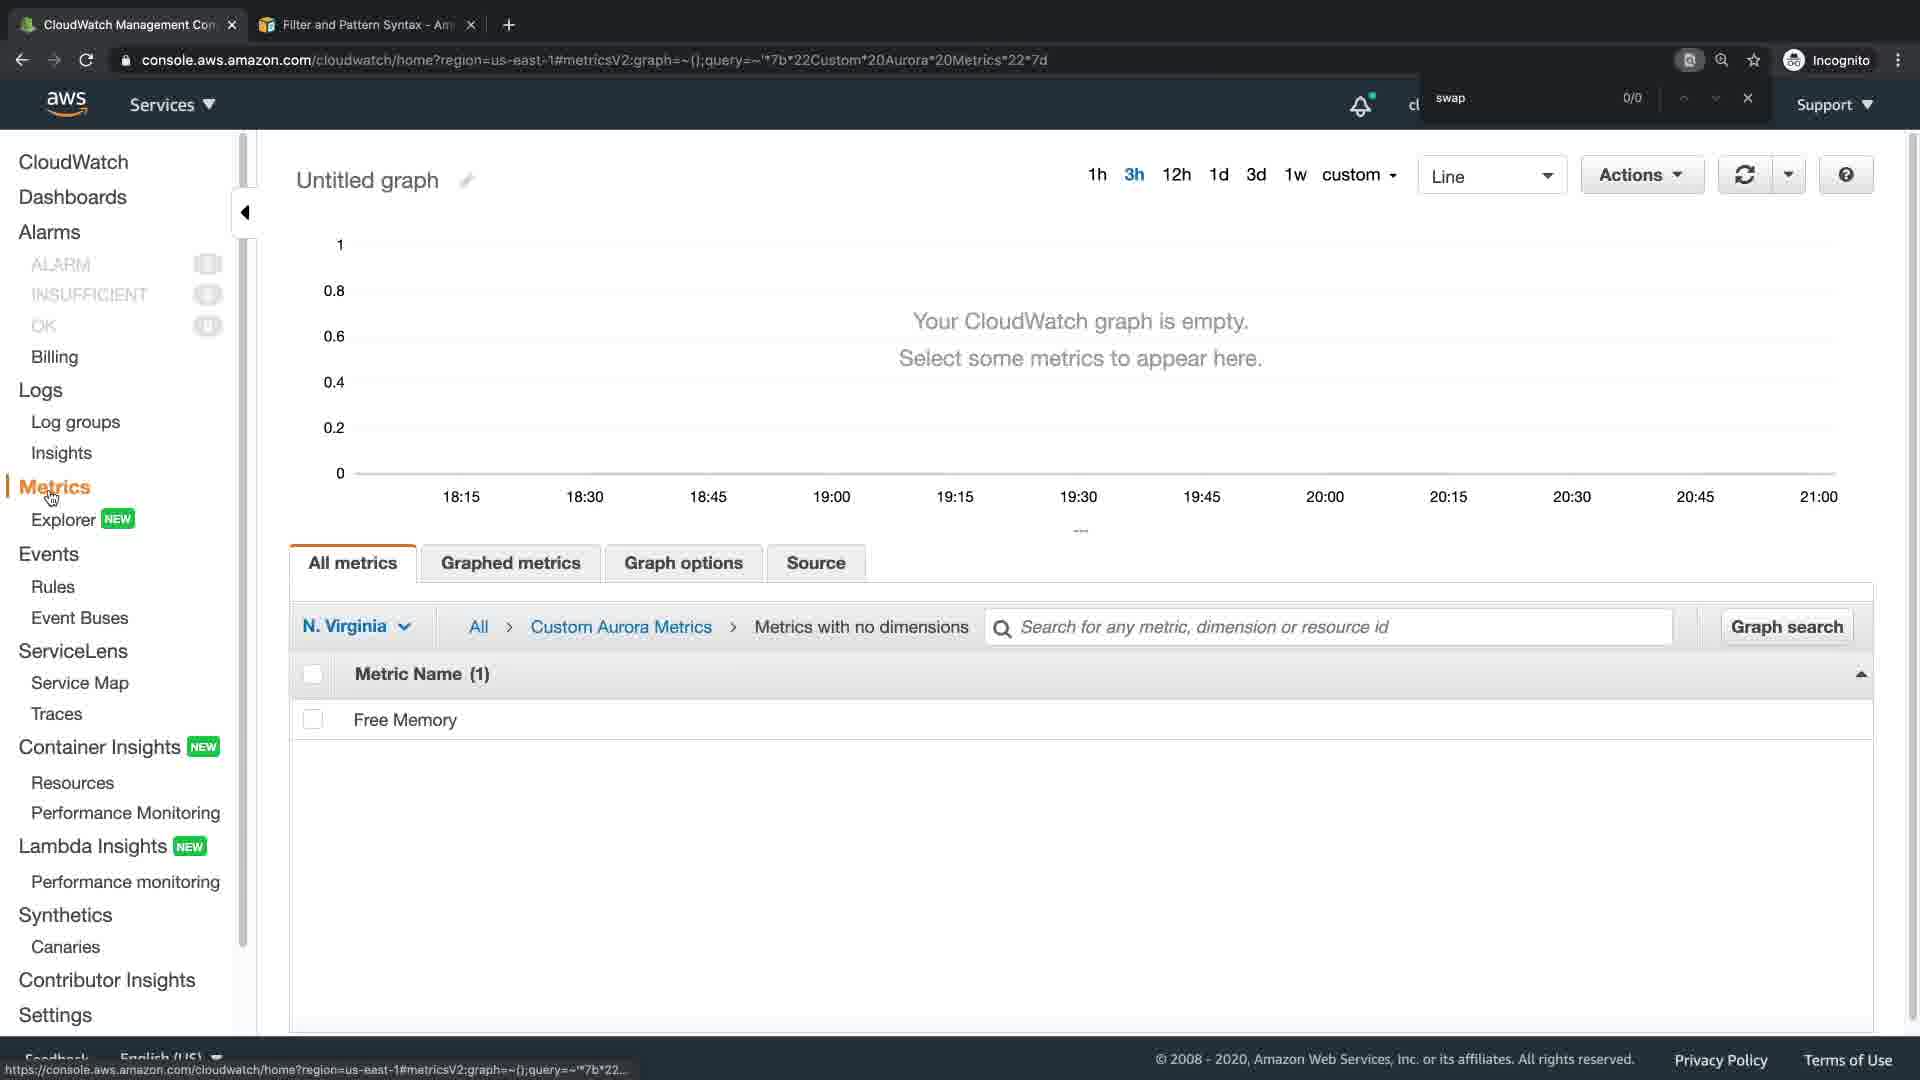 CloudWatch Management Con
Filter and Pattern Syntax - Am
console.aws.amazon.com/cloudwatch/home?region=us-east-1#metricsV2:graph=~();query=~'*7b*22Custom*20Aurora*20Metrics*22*7d
Incognito
aws
Services
cl
swap
0/0
Support
CloudWatch
Dashboards
Alarms
ALARM
INSUFFICIENT
OK
Billing
Logs
Log groups
Insights
Metrics
Explorer NEW
Events
Rules
Event Buses
ServiceLens
Service Map
Traces
Container Insights NEW
Resources
Performance Monitoring
Lambda Insights NEW
Performance monitoring
Synthetics
Canaries
Contributor Insights
Settings
Untitled graph
1h 3h 12h 1d 3d 1w custom
Line
Actions
1
0.8
0.6
0.4
0.2
0
Your CloudWatch graph is empty.
Select some metrics to appear here.
18:15 18:30 18:45 19:00 19:15 19:30 19:45 20:00 20:15 20:30 20:45 21:00
All metrics
Graphed metrics
Graph options
Source
N. Virginia
All > Custom Aurora Metrics > Metrics with no dimensions
Search for any metric, dimension or resource id
Graph search
Metric Name (1)
Free Memory
Feedback
English (US)
© 2008 - 2020, Amazon Web Services, Inc. or its affiliates. All rights reserved.
Privacy Policy
Terms of Use
https://console.aws.amazon.com/cloudwatch/home?region=us-east-1#metricsV2:graph=~();query=~'*7b*22...